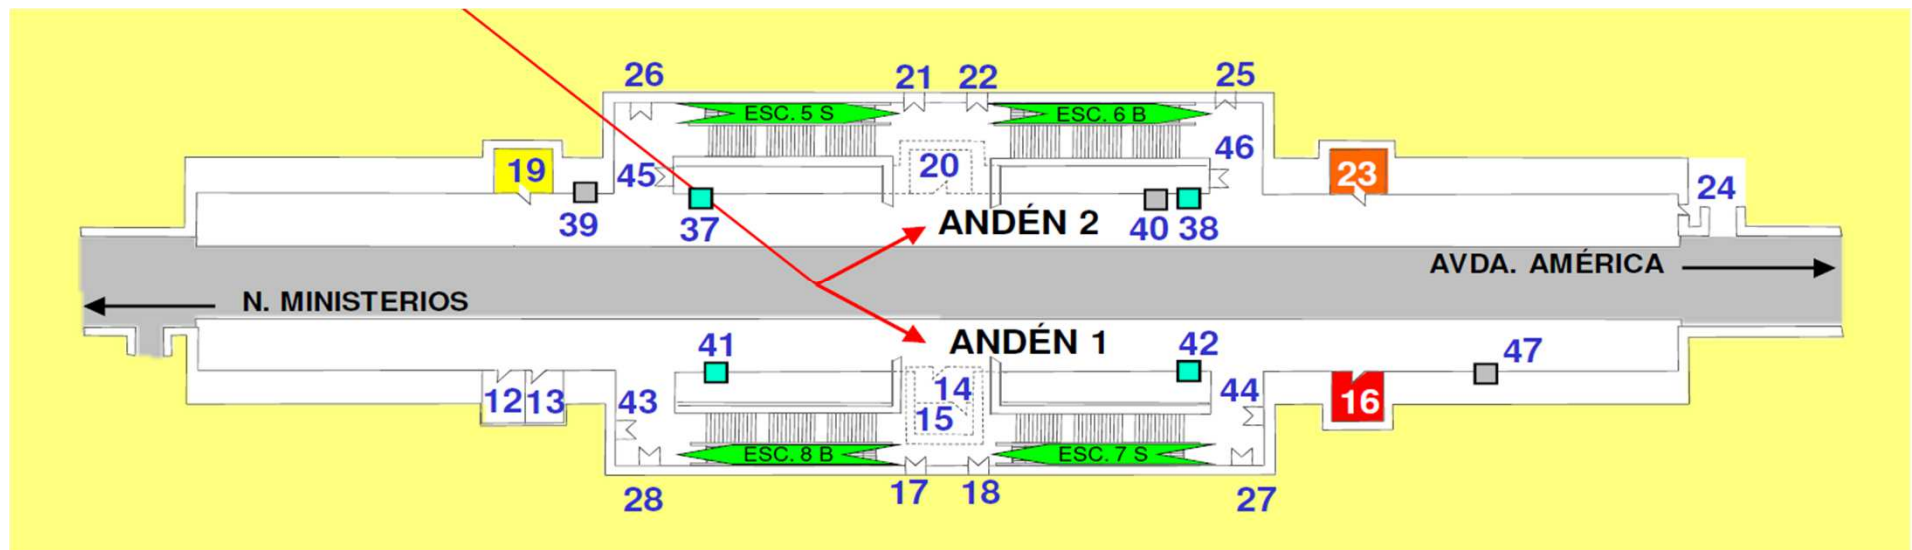 26 21 22 25
ESC. 5 S ESC. 6 B
46
19 45 20 23 24
39 37 ANDÉN 2 40 38
AVDA. AMÉRICA
N. MINISTERIOS
41 ANDÉN 1 42 47
12 13 43 14 44 16
15
ESC. 8 B ESC. 7 S
28 17 18 27